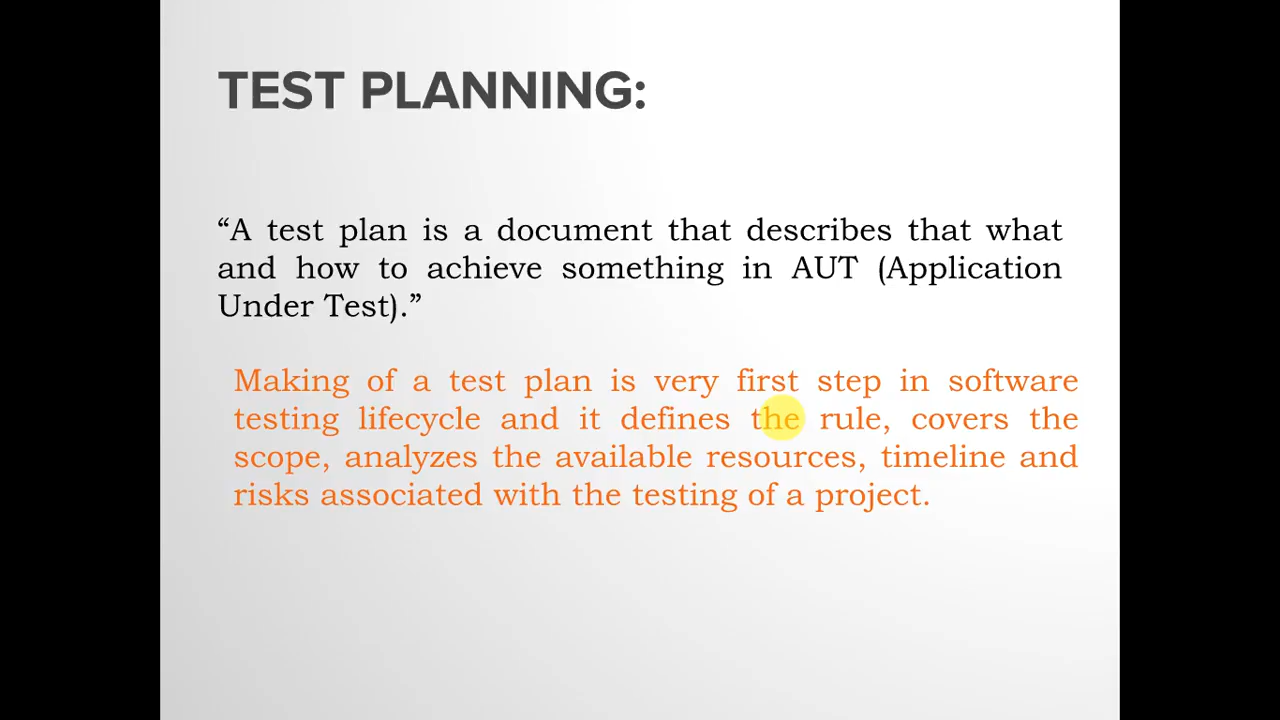 TEST PLANNING:
“A test plan is a document that describes that what
and how to achieve something in AUT (Application
Under Test).”
Making of a test plan is very first step in software
testing lifecycle and it defines the rule, covers the
scope, analyzes the available resources, timeline and
risks associated with the testing of a project.